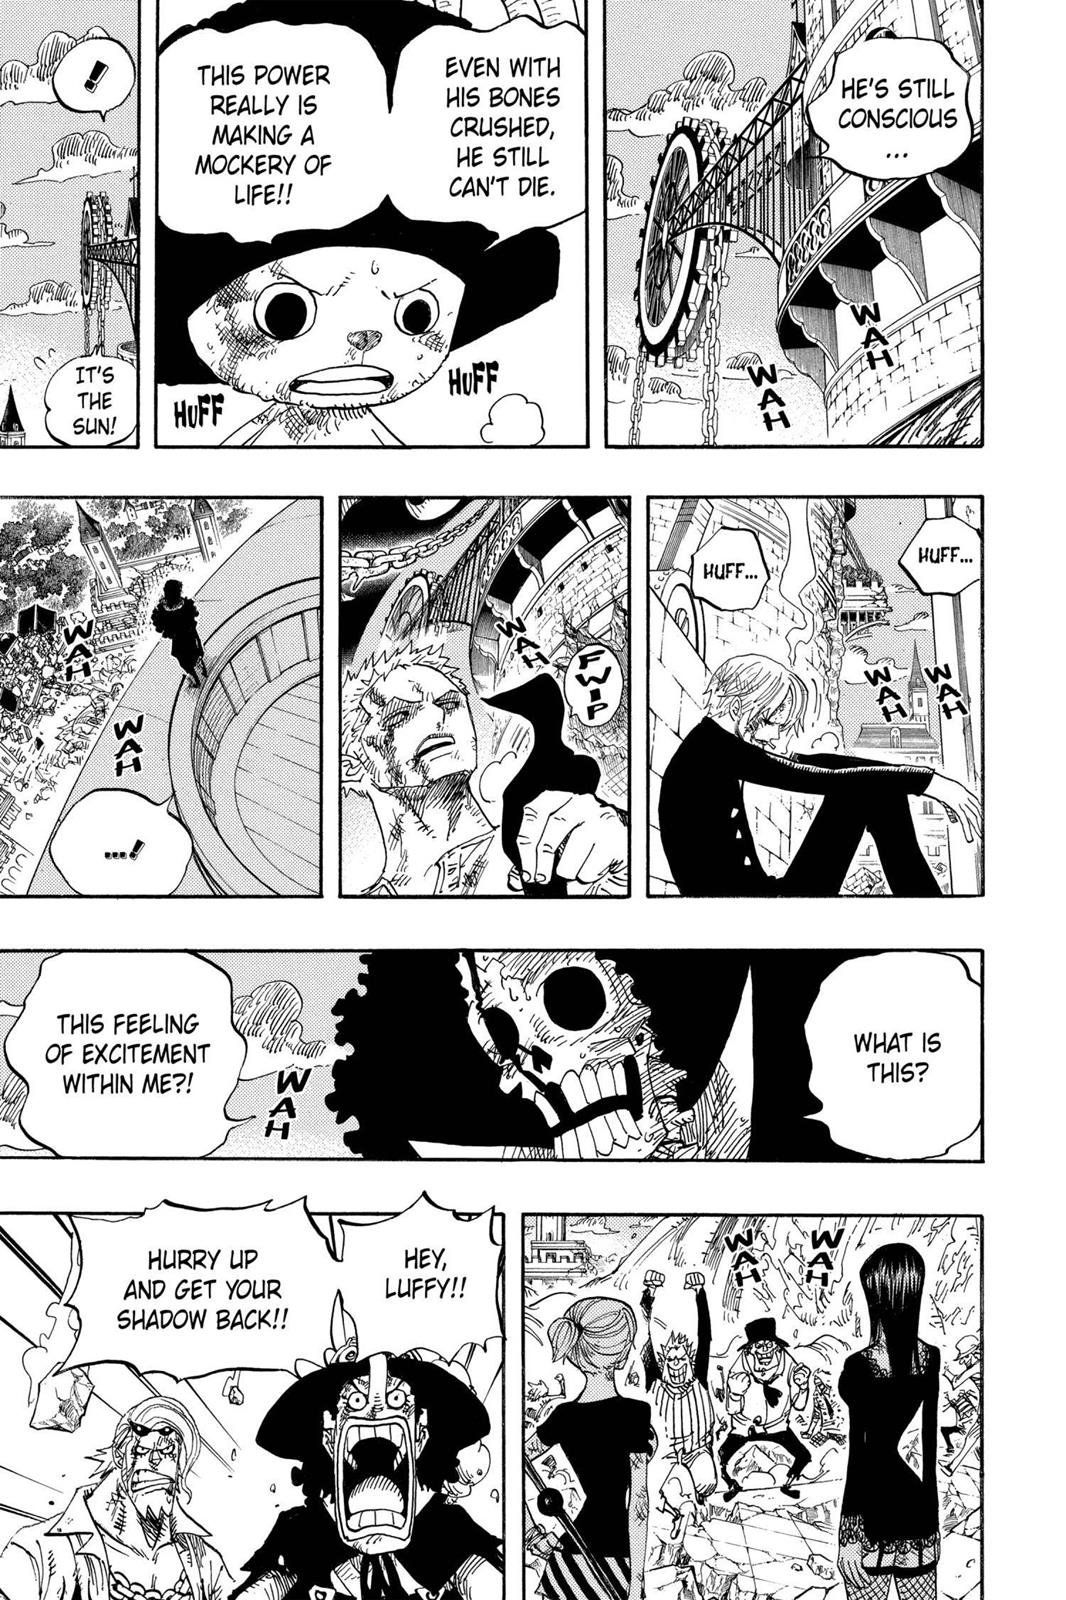 HE'S STILL
CONSCIOUS
...
WAH
WAH
EVEN WITH
HIS BONES
CRUSHED,
HE STILL
CAN'T DIE.
THIS POWER
REALLY IS
MAKING A
MOCKERY OF
LIFE!!
HUFF
HUFF
!
IT'S
THE
SUN!
HUFF...
HUFF...
WAH
WAH
WAH
FWIP
WAH
WAH
...!
WHAT IS
THIS?
THIS FEELING
OF EXCITEMENT
WITHIN ME?!
WAH
WAH
WAH
HEY,
LUFFY!!
HURRY UP
AND GET YOUR
SHADOW BACK!!